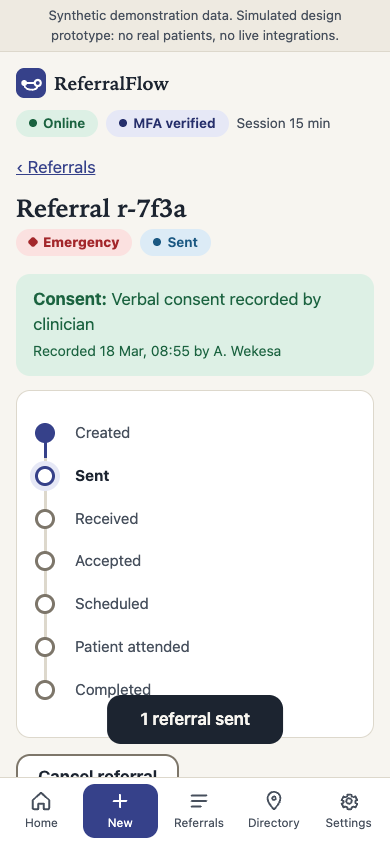 Synthetic demonstration data. Simulated design
prototype: no real patients, no live integrations.
ReferralFlow
Online
MFA verified
Session 15 min
‹ Referrals
Referral r-7f3a
Emergency
Sent
Consent: Verbal consent recorded by
clinician
Recorded 18 Mar, 08:55 by A. Wekesa
Created
Sent
Received
Accepted
Scheduled
Patient attended
Completed
1 referral sent
Cancel referral
Home
New
Referrals
Directory
Settings